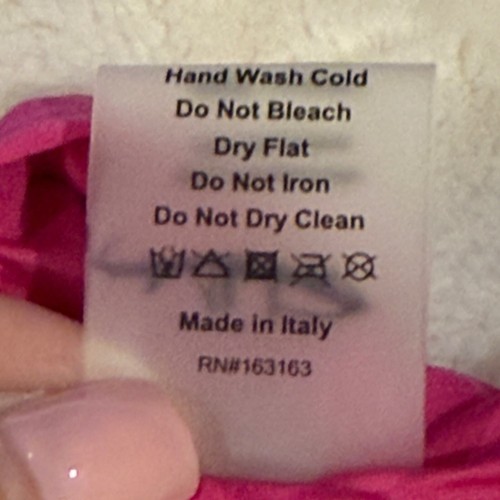 Hand Wash Cold
Do Not Bleach
Dry Flat
Do Not Iron
Do Not Dry Clean
Made in Italy
RN#163163